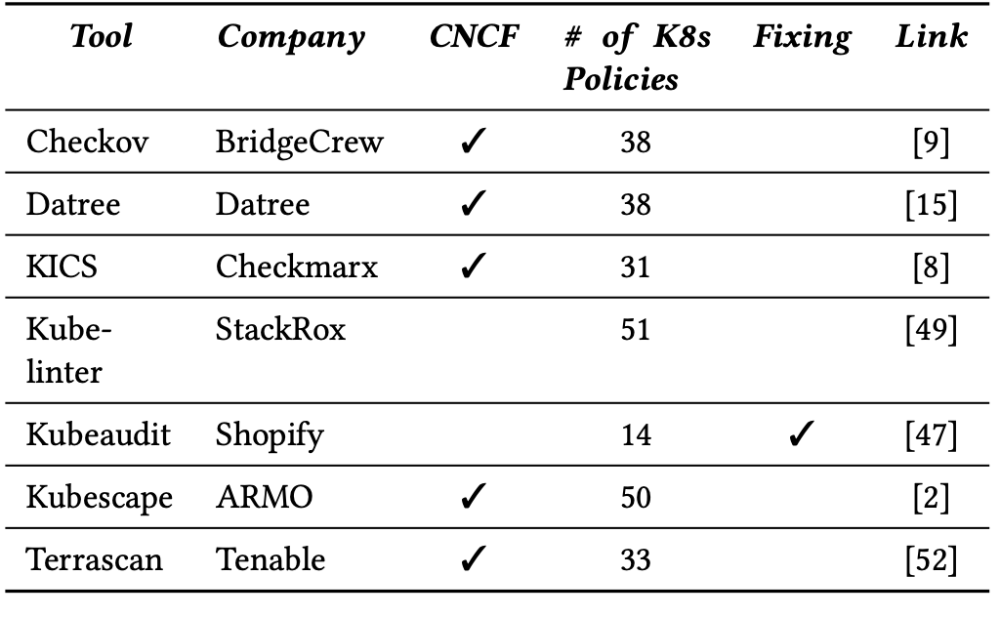 Tool Company CNCF # of K8s Fixing Link
Policies
Checkov BridgeCrew ✓ 38 [9]
Datree Datree ✓ 38 [15]
KICS Checkmarx ✓ 31 [8]
Kube- StackRox 51 [49]
linter
Kubeaudit Shopify 14 ✓ [47]
Kubescape ARMO ✓ 50 [2]
Terrascan Tenable ✓ 33 [52]